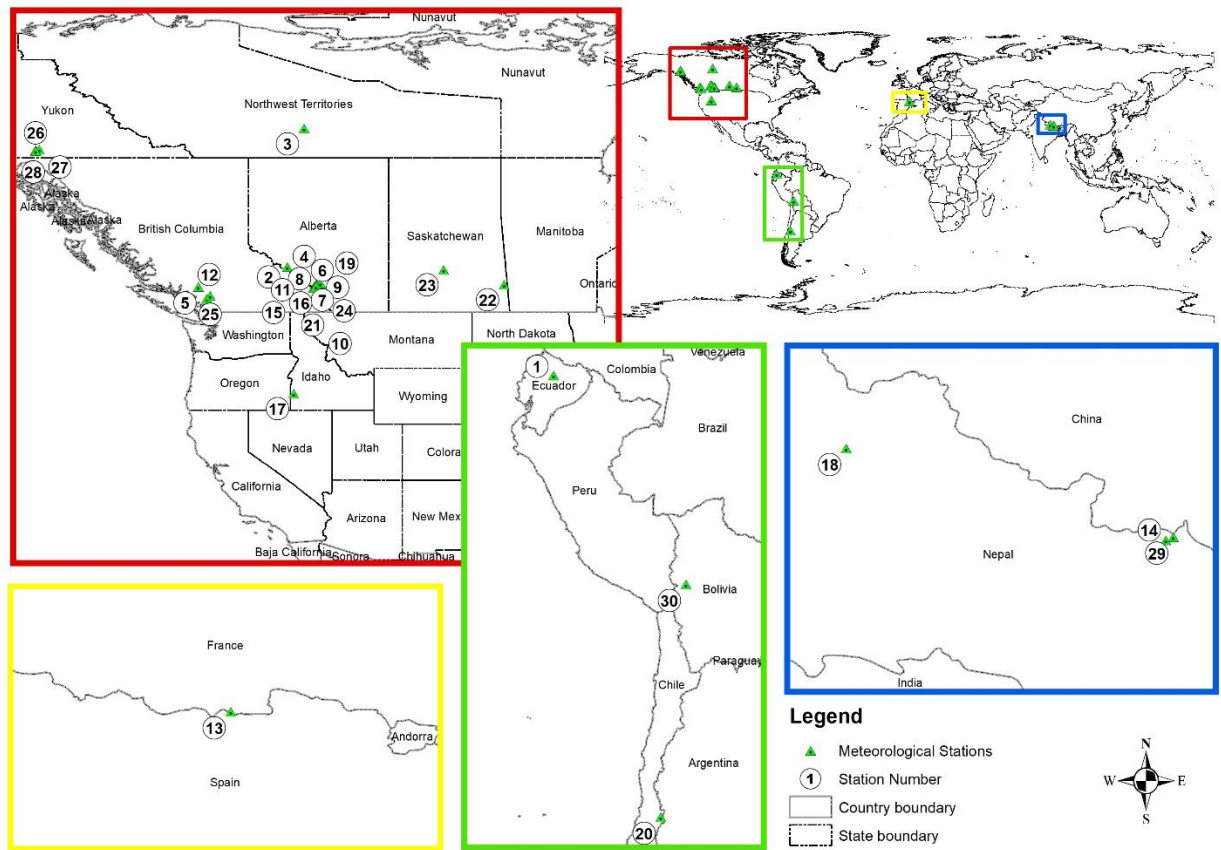 Nunavut
Nunavut
Northwest Territories
Yukon
26
3
28
27
Alaska
Alaska
Alaska
Alaska
British Columbia
Alberta
Saskatchewan
Manitoba
Ontario
12
4
19
2
8
6
23
22
5
11
9
25
15
16
7
24
21
Washington
Montana
North Dakota
10
Oregon
Idaho
Wyoming
17
Nevada
Utah
Colora
California
Arizona
New Mex
Baja California
Sonora
Chihuahua
Venezuela
1
Ecuador
Colombia
Brazil
Peru
Bolivia
30
Paraguay
Chile
Argentina
20
China
18
14
29
Nepal
India
France
13
Andorra
Spain
Legend
Meteorological Stations
1 Station Number
Country boundary
State boundary
N
W E
S